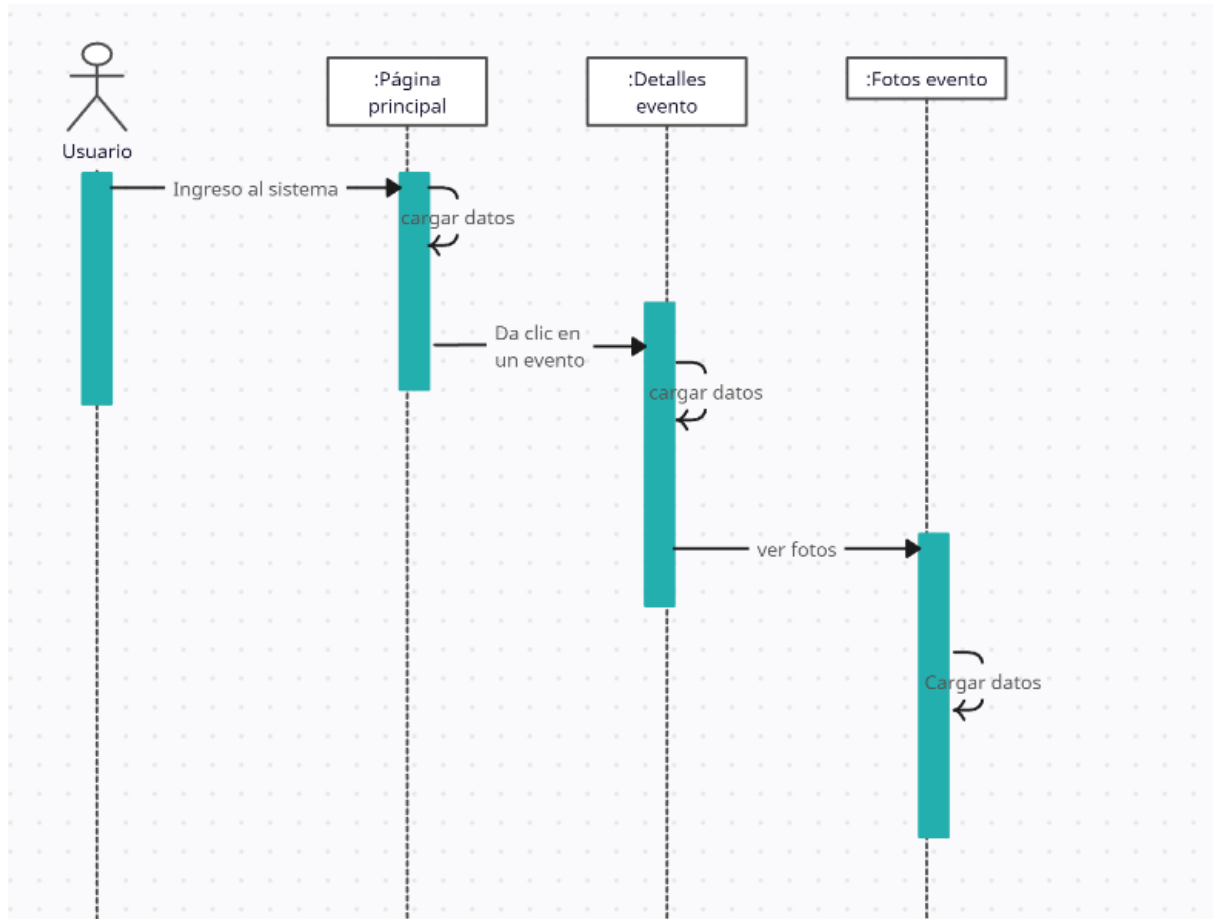 :Página
principal
:Detalles
evento
:Fotos evento
Usuario
Ingreso al sistema
cargar datos
Da clic en
un evento
cargar datos
ver fotos
Cargar datos